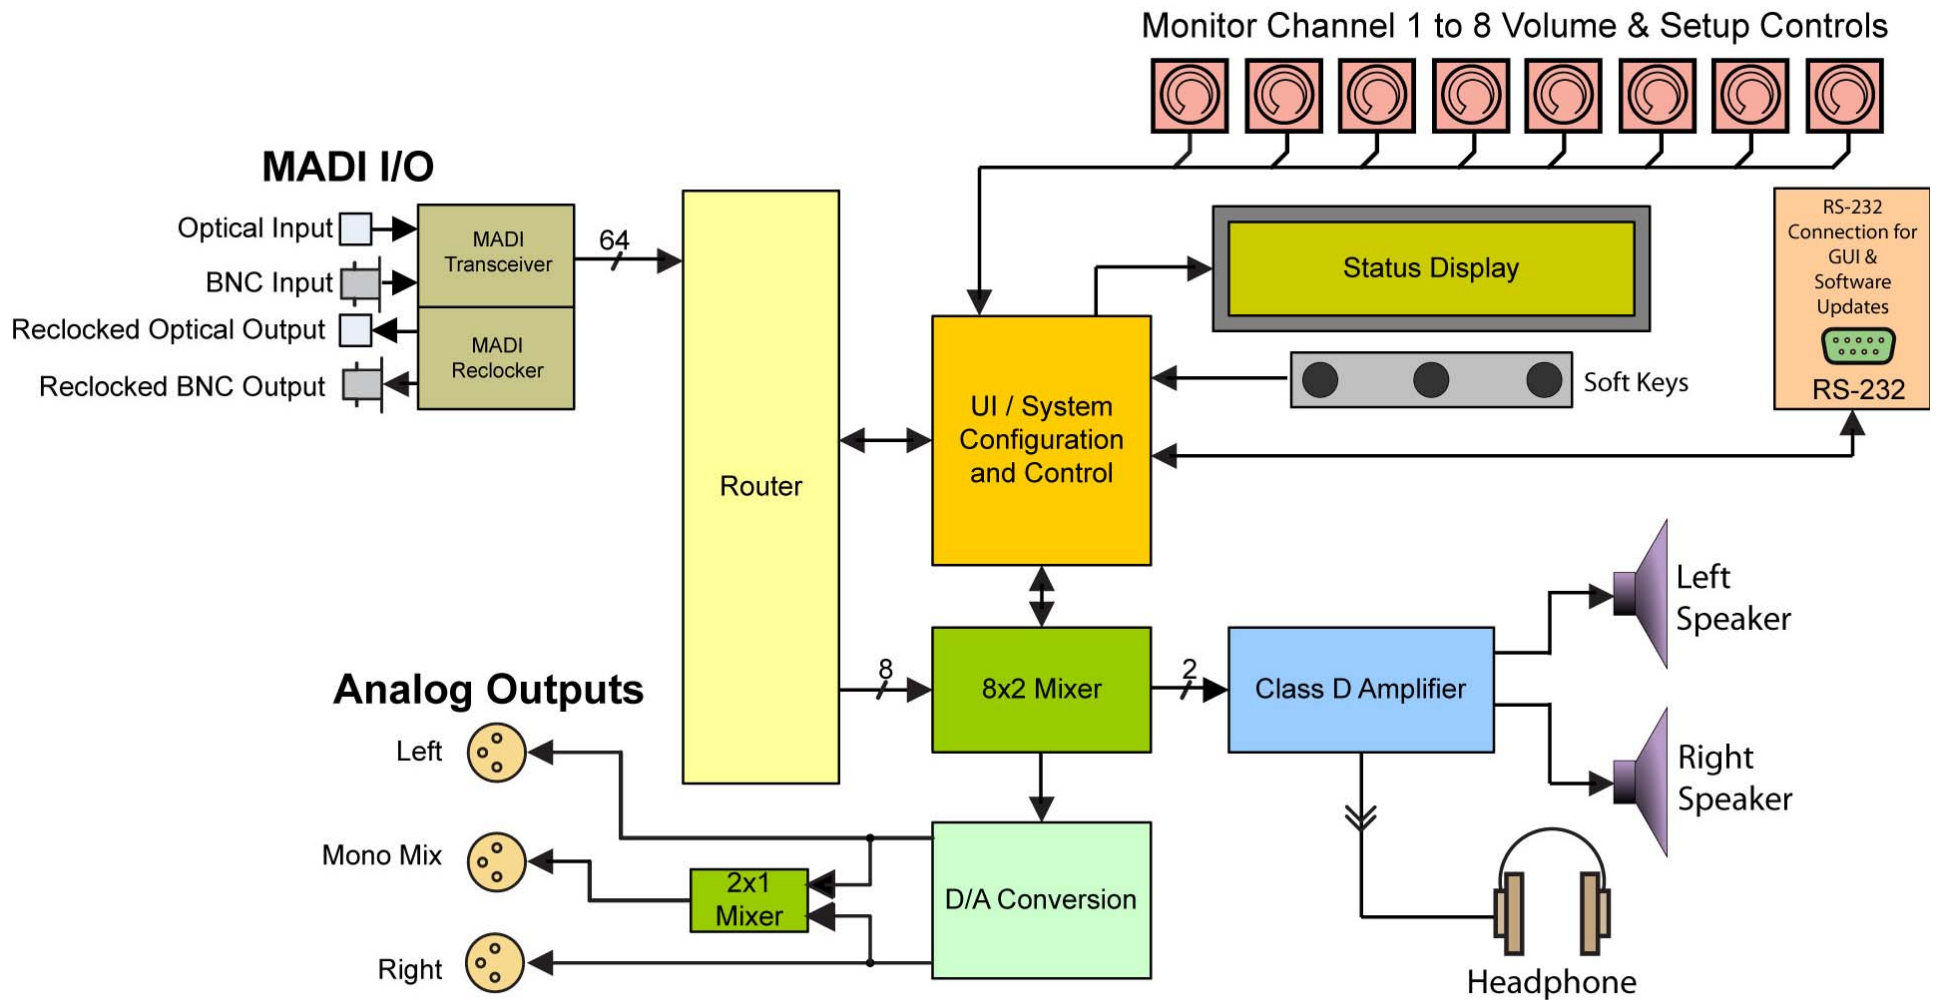 Monitor Channel 1 to 8 Volume & Setup Controls
MADI I/O
Optical Input
BNC Input
Reclocked Optical Output
Reclocked BNC Output
MADI
Transceiver
MADI
Reclocker
64
Router
Status Display
RS-232
Connection for
GUI &
Software
Updates
RS-232
Soft Keys
UI / System
Configuration
and Control
8
8x2 Mixer
2
Class D Amplifier
Left
Speaker
Right
Speaker
Headphone
Analog Outputs
Left
Mono Mix
Right
2x1
Mixer
D/A Conversion